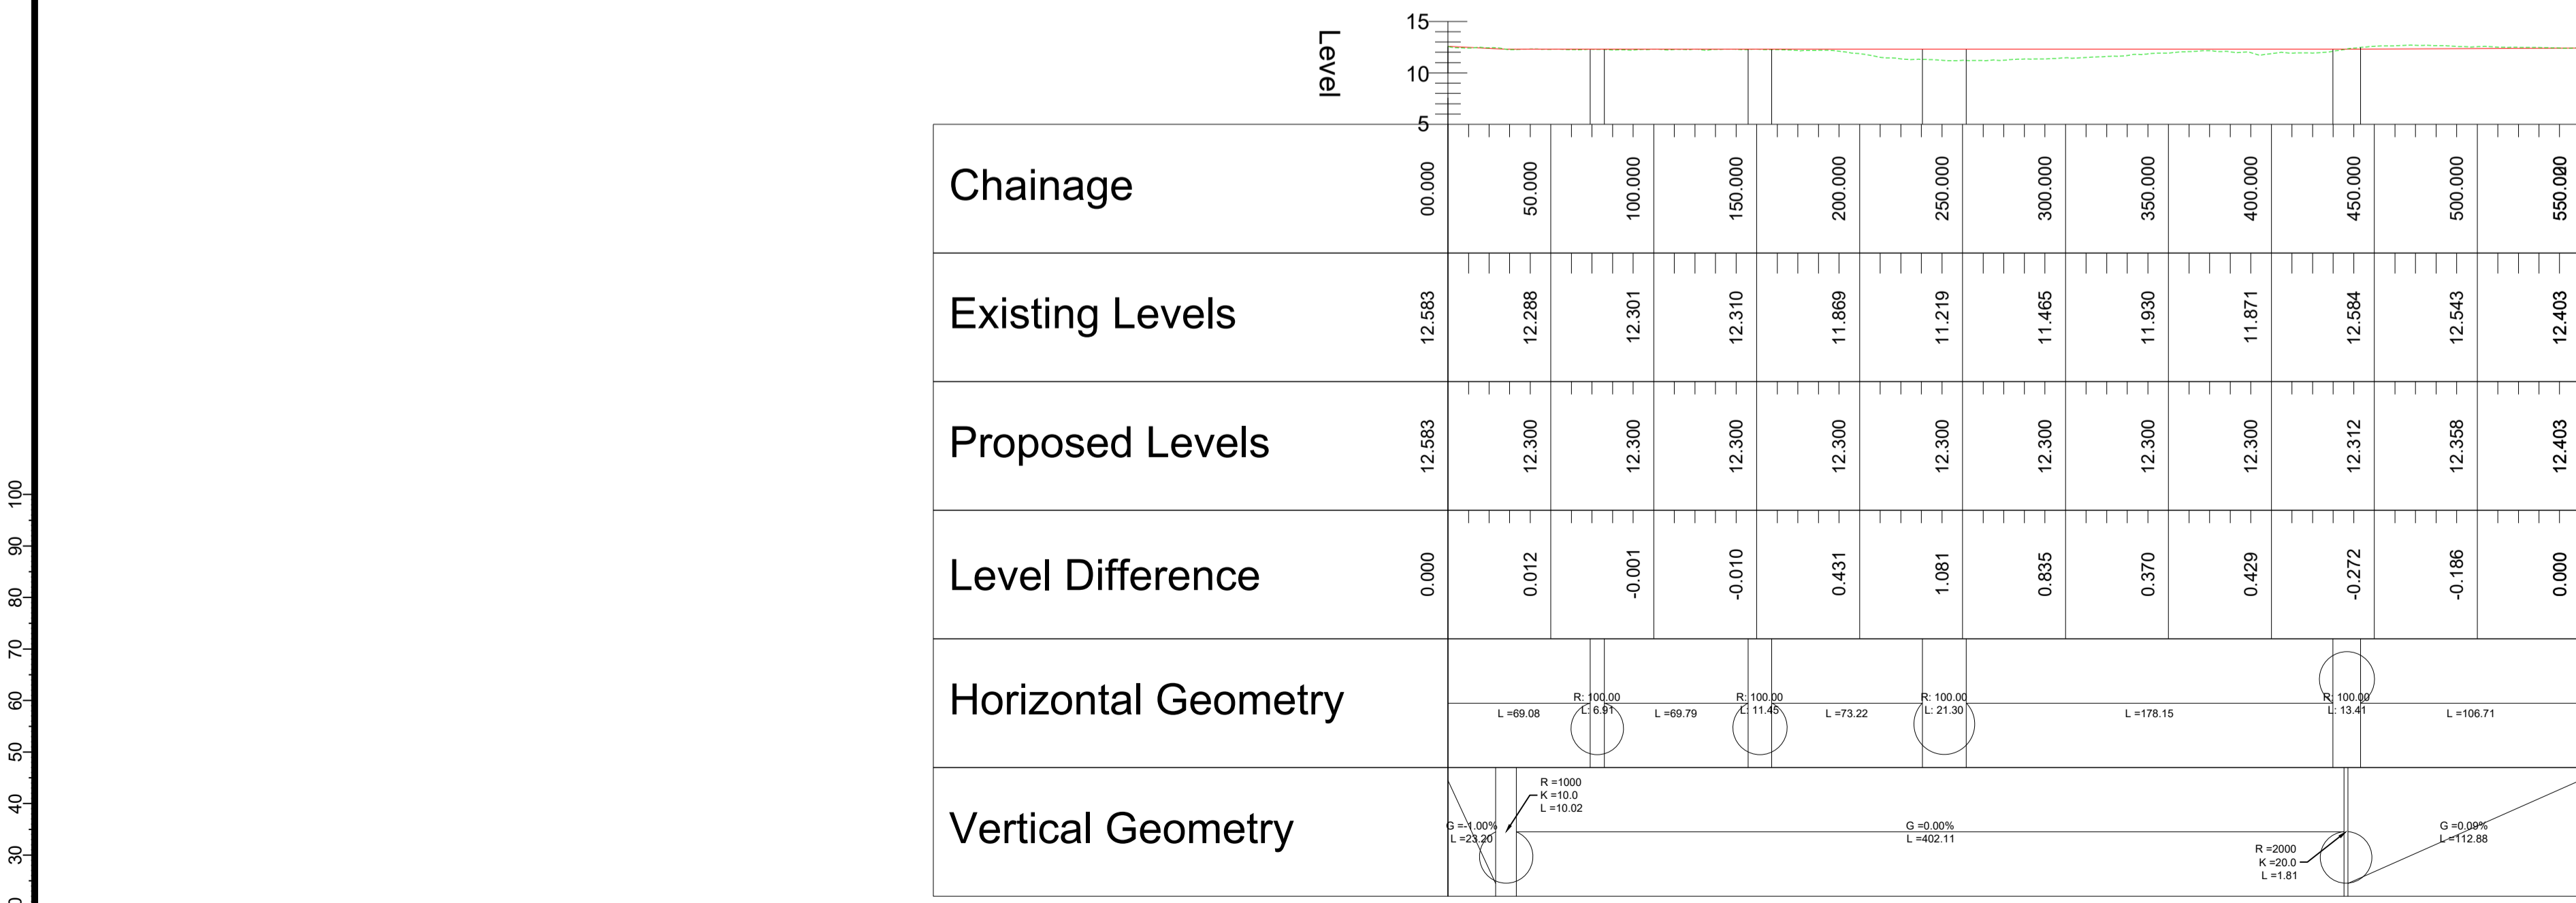 Level
15
10
5
Chainage 00.000 50.000 100.000 150.000 200.000 250.000 300.000 350.000 400.000 450.000 500.000
Existing Levels 12.583 12.288 12.301 12.310 11.869 11.219 11.465 11.930 11.871 12.584 12.543 12.403
Proposed Levels 12.583 12.300 12.300 12.300 12.300 12.300 12.300 12.300 12.300 12.312 12.358 12.403
Level Difference 0.000 0.012 -0.001 -0.010 0.431 1.081 0.835 0.370 0.429 -0.272 -0.186 0.000
Horizontal Geometry
R: 100.00 R: 100.00 R: 100.00 R: 100.00
L: 6.91 L: 11.45 L: 21.30 L: 13.41
L =69.08 L =69.79 L =73.22 L =178.15 L =106.71
Vertical Geometry
R =1000
K =10.0
L =10.02
G =-1.00% G =0.00% G =0.09%
L =23.20 L =402.11 L =112.88
R =2000
K =20.0
L =1.81
100
90
80
70
60
50
40
30